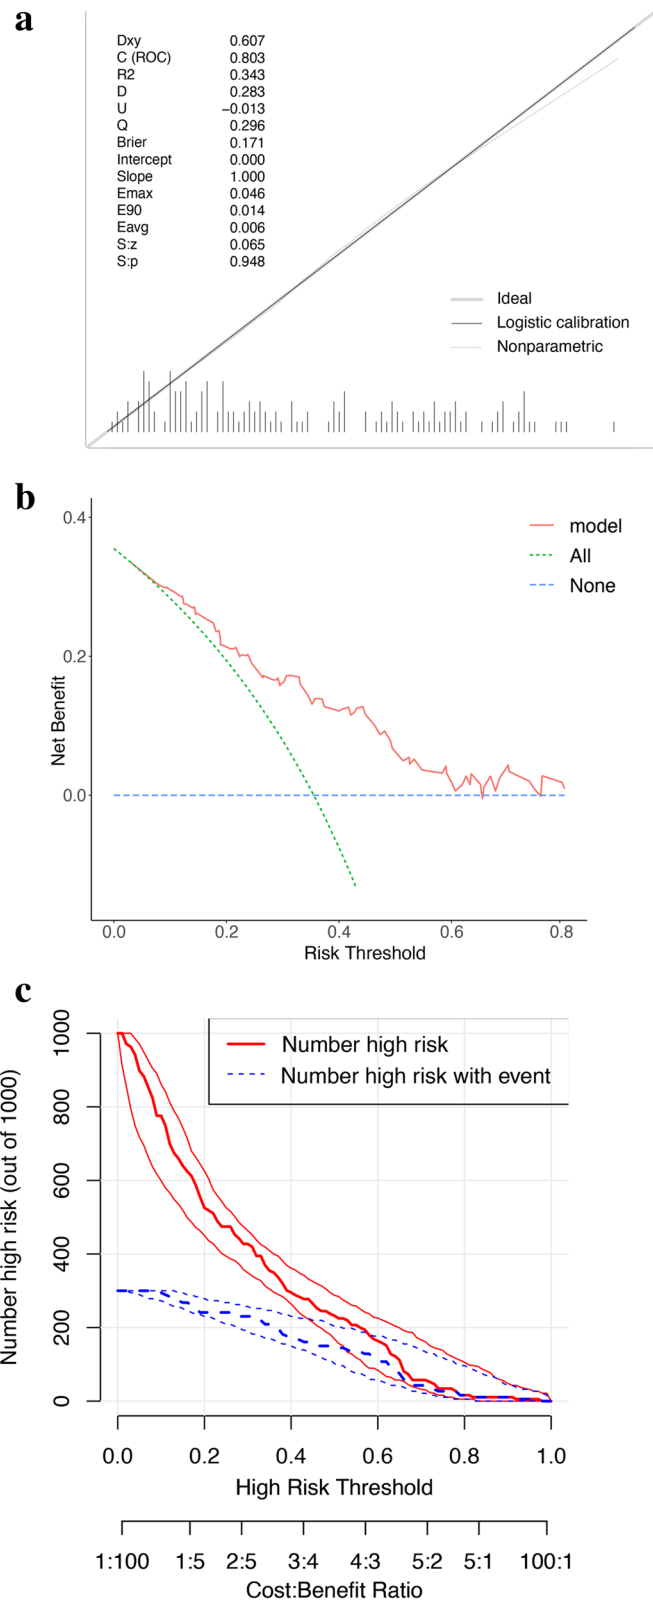 a
Dxy 0.607
C (ROC) 0.803
R2 0.343
D 0.283
U −0.013
Q 0.296
Brier 0.171
Intercept 0.000
Slope 1.000
Emax 0.046
E90 0.014
Eavg 0.006
S:z 0.065
S:p 0.948
Ideal
Logistic calibration
Nonparametric
b
0.4
0.2
0.0
Net Benefit
model
All
None
0.0 0.2 0.4 0.6 0.8
Risk Threshold
c
Number high risk (out of 1000)
1000
800
600
400
200
0
Number high risk
Number high risk with event
0.0 0.2 0.4 0.6 0.8 1.0
High Risk Threshold
1:100 1:5 2:5 3:4 4:3 5:2 5:1 100:1
Cost:Benefit Ratio